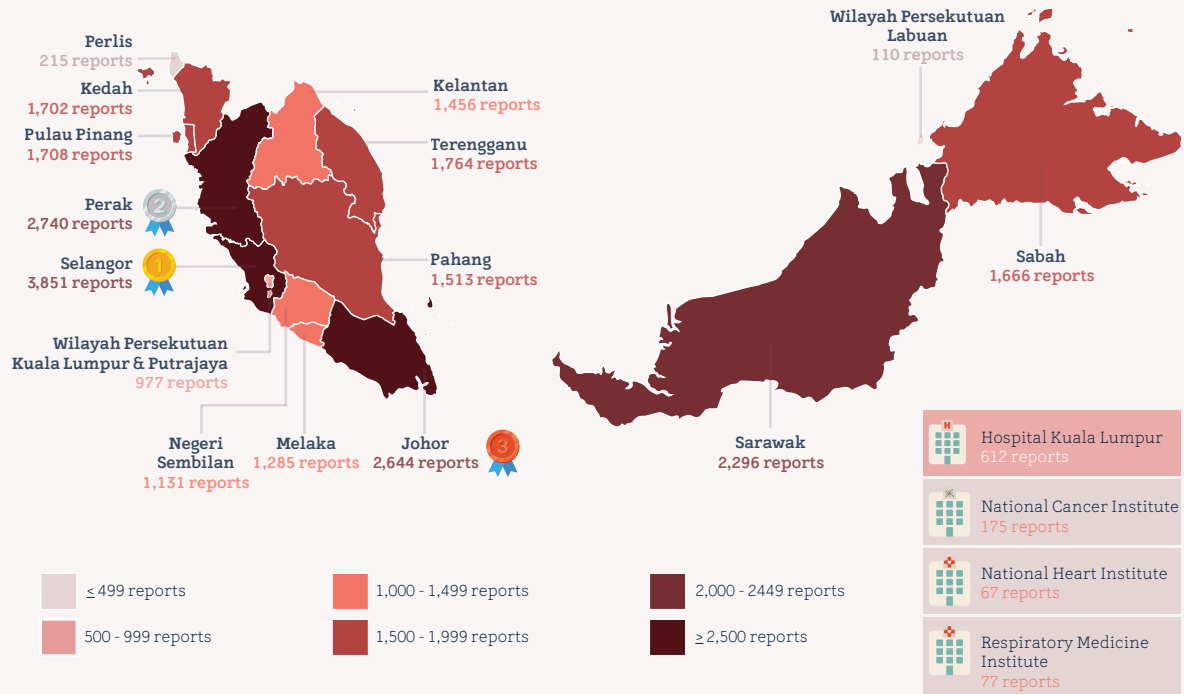 Perlis
215 reports
Kedah
1,702 reports
Pulau Pinang
1,708 reports
Perak
2,740 reports
2
Selangor
3,851 reports
1
Wilayah Persekutuan
Kuala Lumpur & Putrajaya
977 reports
Negeri
Sembilan
1,131 reports
Melaka
1,285 reports
Johor
2,644 reports
3
Kelantan
1,456 reports
Terengganu
1,764 reports
Pahang
1,513 reports
Wilayah Persekutuan
Labuan
110 reports
Sabah
1,666 reports
Sarawak
2,296 reports
H
Hospital Kuala Lumpur
612 reports
National Cancer Institute
175 reports
National Heart Institute
67 reports
Respiratory Medicine
Institute
77 reports
≤ 499 reports
500 - 999 reports
1,000 - 1,499 reports
1,500 - 1,999 reports
2,000 - 2449 reports
≥ 2,500 reports